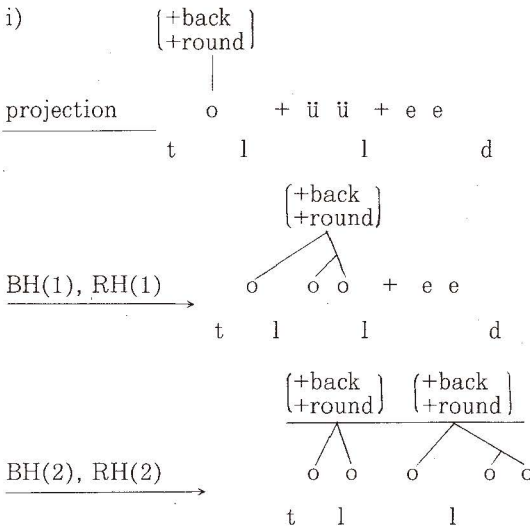 i)
[+back
+round]
projection o + ü ü + e e
t l l d
[+back
+round]
BH(1), RH(1) o o o + e e
t l l d
[+back [+back
+round] +round]
BH(2), RH(2) o o o o o
t l l